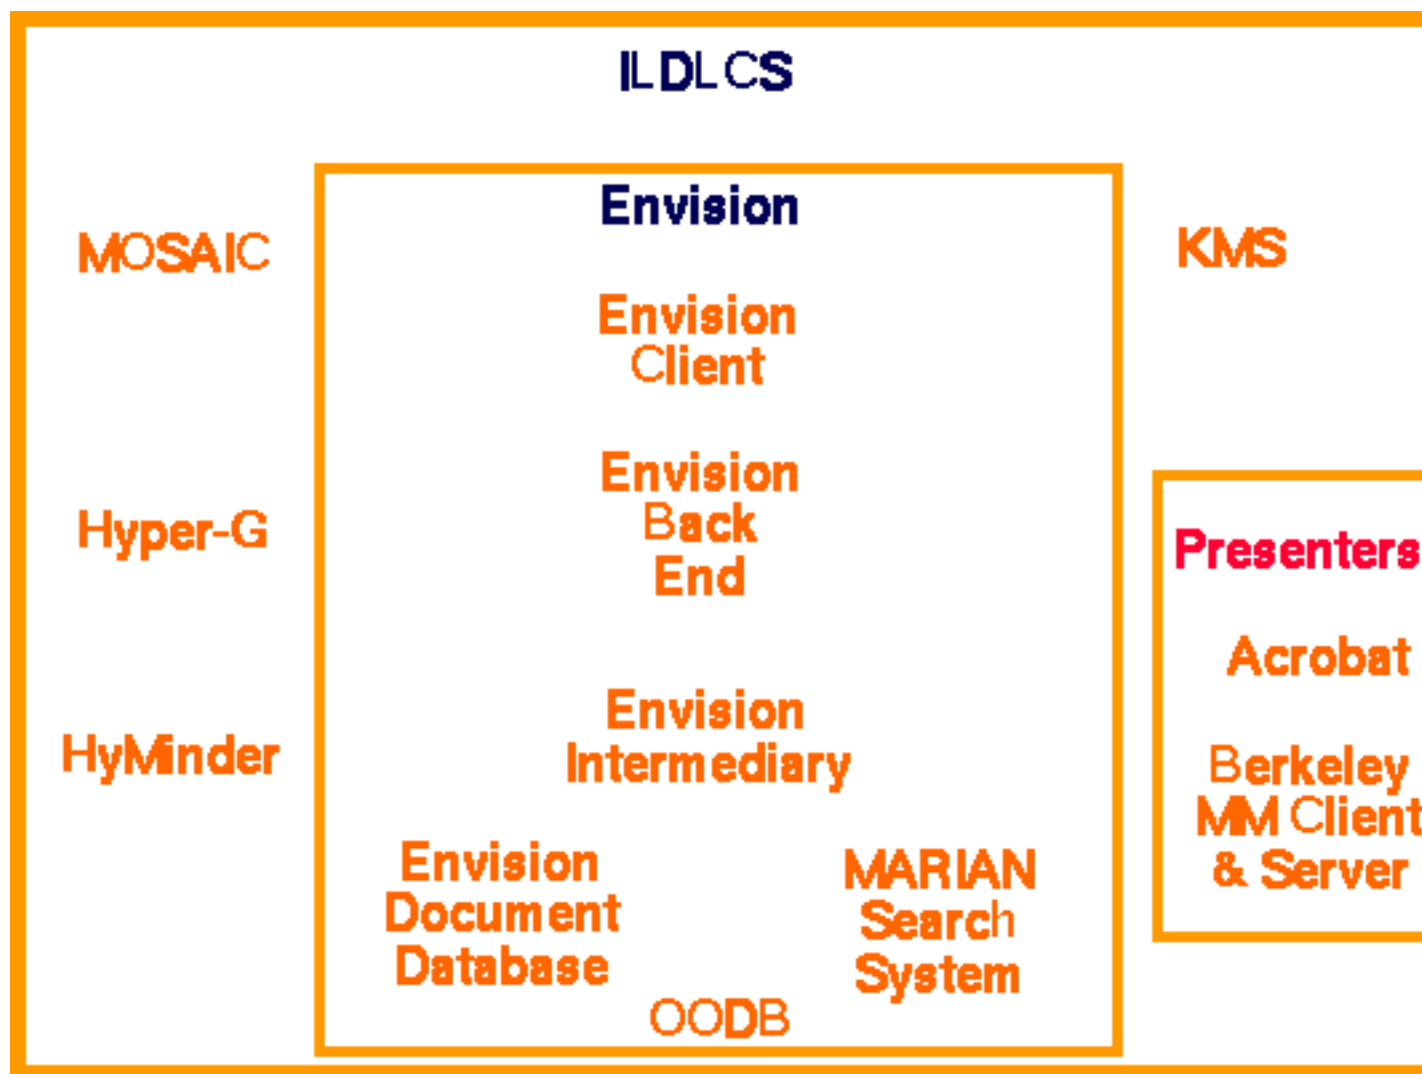 ILDLCS
MOSAIC
Hyper-G
HyMinder
Envision
Envision
Client
Envision
Back
End
Envision
Intermediary
Envision
Document
Database
MARIAN
Search
System
OODB
KMS
Presenters
Acrobat
Berkeley
MM Client
& Server